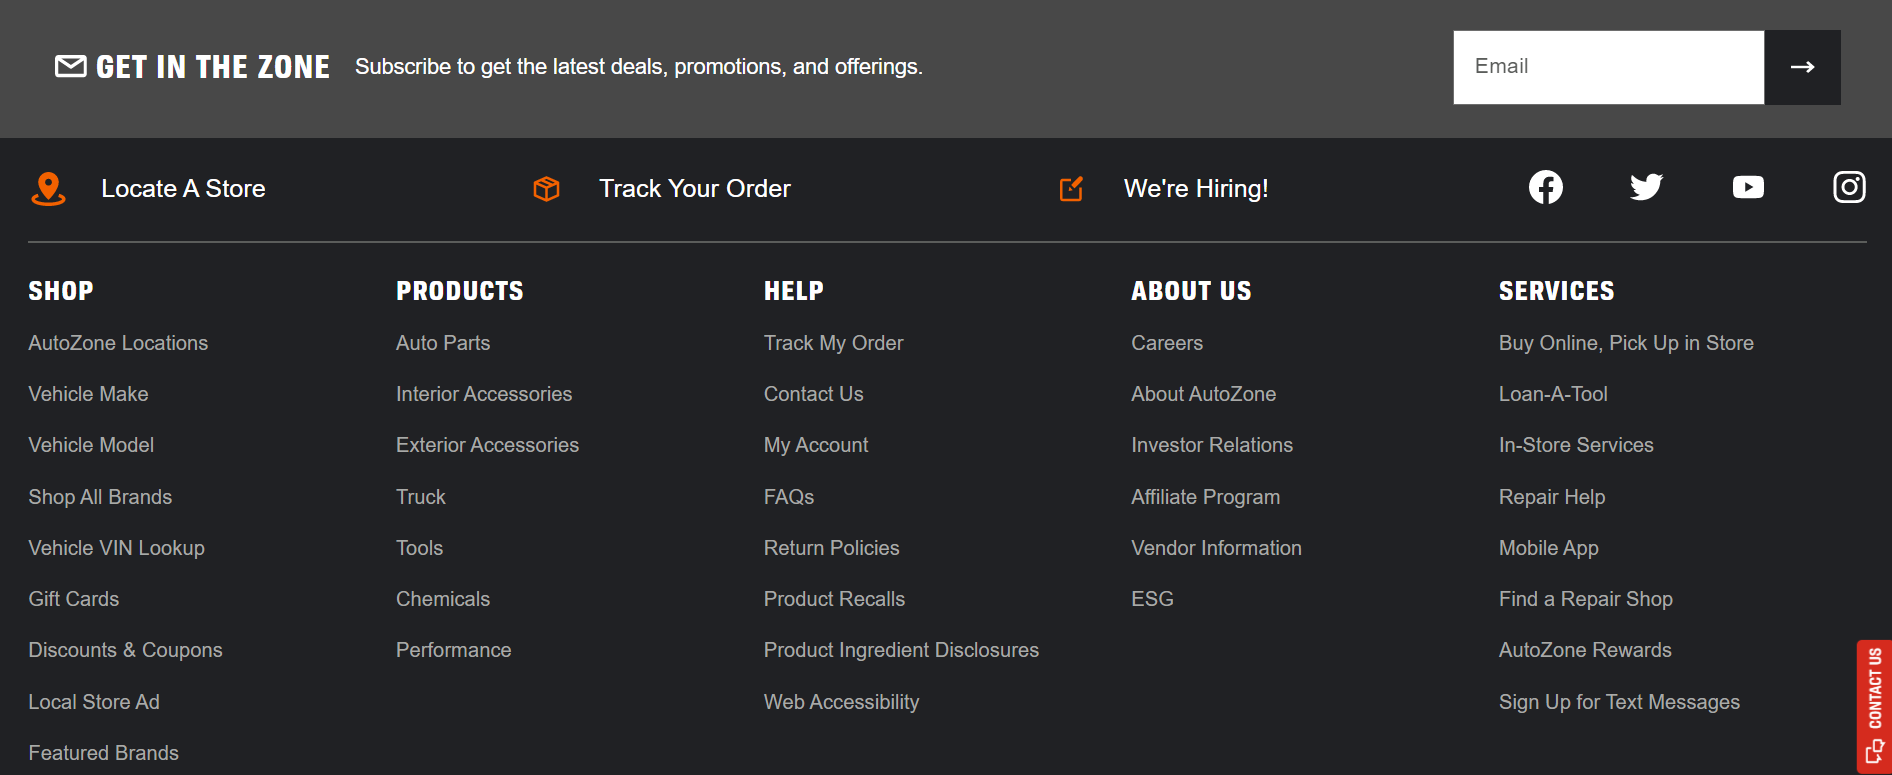 GET IN THE ZONE Subscribe to get the latest deals, promotions, and offerings. Email
Locate A Store Track Your Order We're Hiring!
SHOP
AutoZone Locations
Vehicle Make
Vehicle Model
Shop All Brands
Vehicle VIN Lookup
Gift Cards
Discounts & Coupons
Local Store Ad
Featured Brands
PRODUCTS
Auto Parts
Interior Accessories
Exterior Accessories
Truck
Tools
Chemicals
Performance
HELP
Track My Order
Contact Us
My Account
FAQs
Return Policies
Product Recalls
Product Ingredient Disclosures
Web Accessibility
ABOUT US
Careers
About AutoZone
Investor Relations
Affiliate Program
Vendor Information
ESG
SERVICES
Buy Online, Pick Up in Store
Loan-A-Tool
In-Store Services
Repair Help
Mobile App
Find a Repair Shop
AutoZone Rewards
Sign Up for Text Messages
CONTACT US